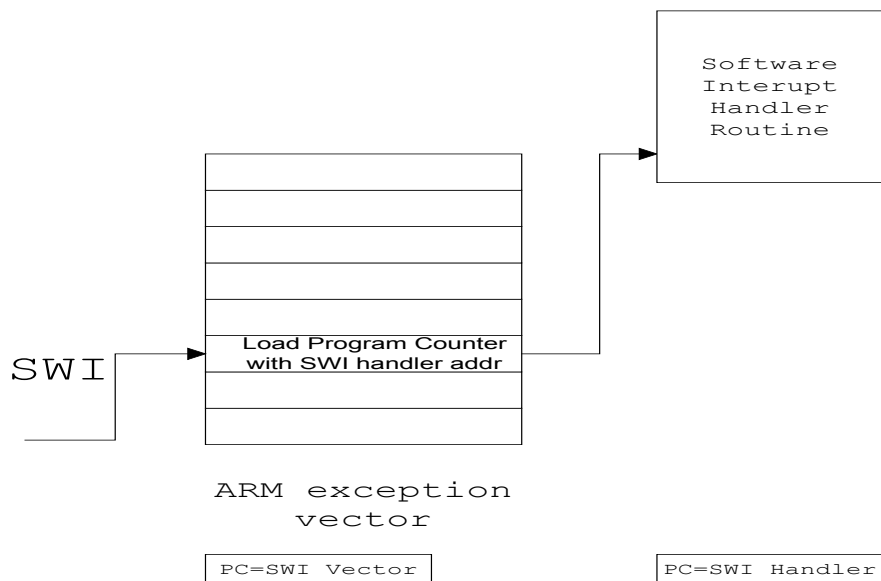 Software
Interupt
Handler
Routine
Load Program Counter
with SWI handler addr
SWI
ARM exception
vector
PC=SWI Vector
PC=SWI Handler